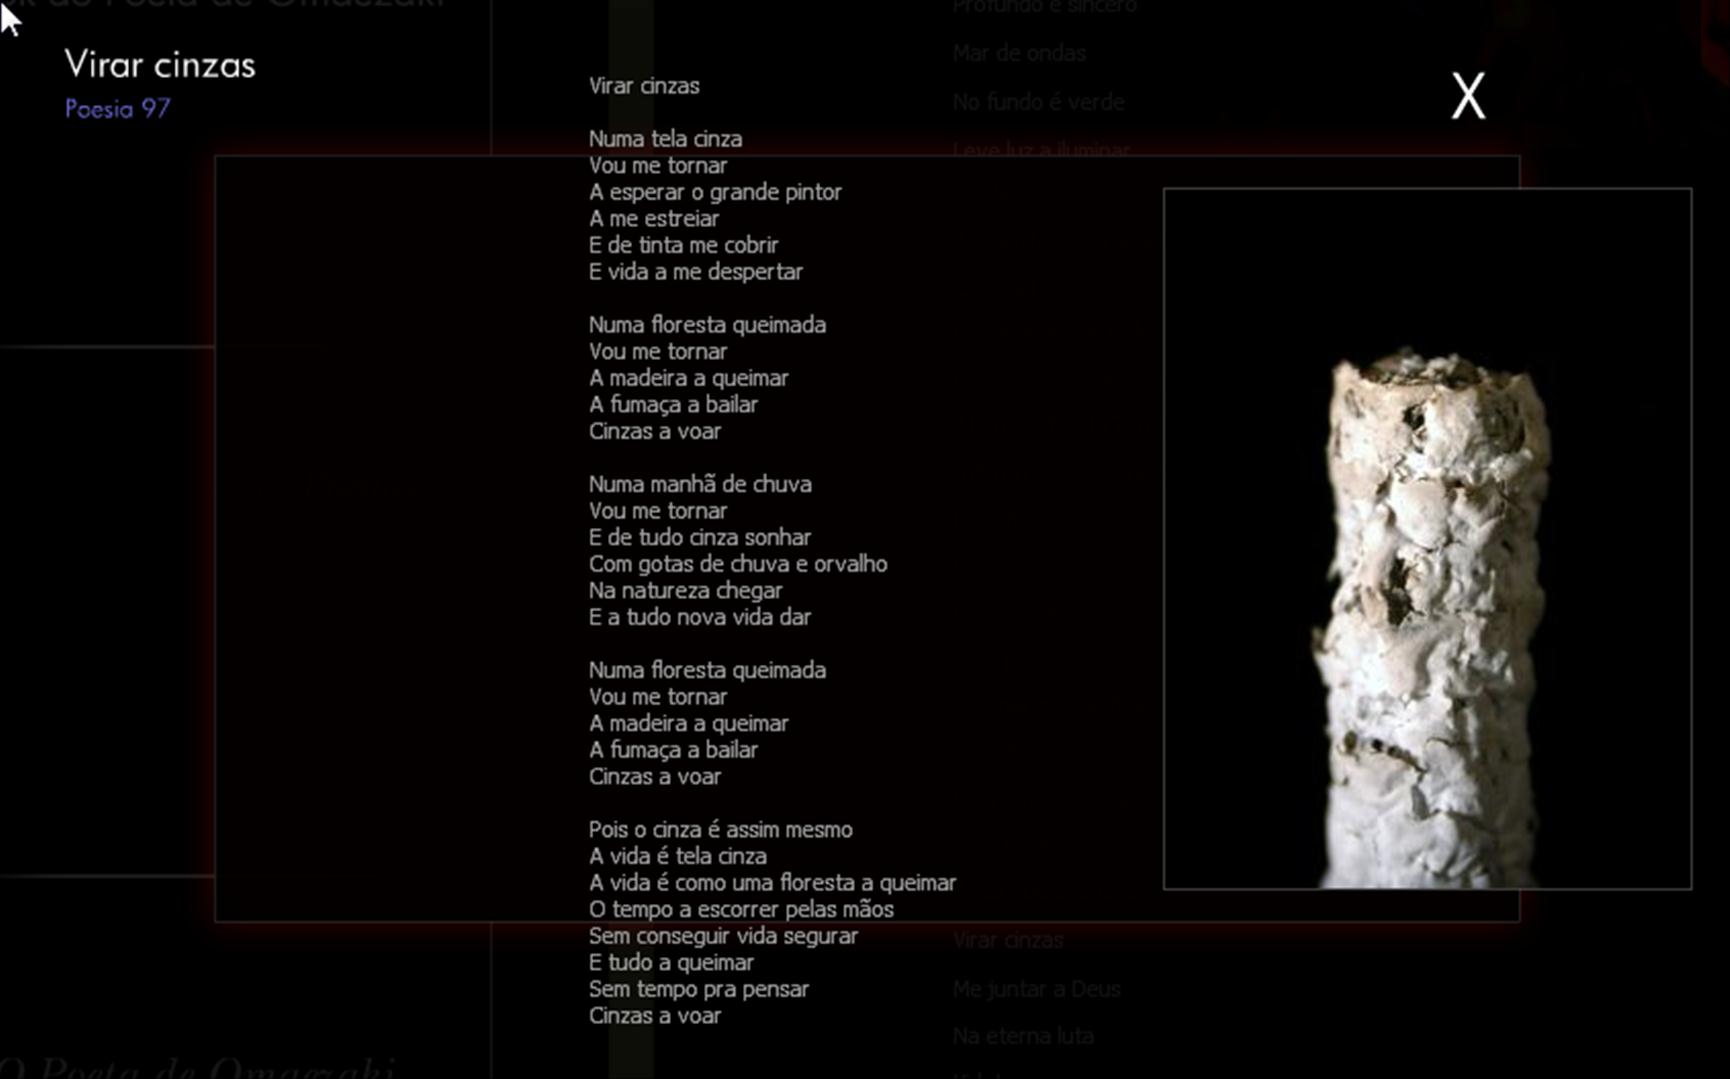 Virar cinzas
Poesia 97
X
Virar cinzas
Numa tela cinza
Vou me tornar
A esperar o grande pintor
A me estreiar
E de tinta me cobrir
E vida a me despertar
Numa floresta queimada
Vou me tornar
A madeira a queimar
A fumaça a bailar
Cinzas a voar
Numa manhã de chuva
Vou me tornar
E de tudo cinza sonhar
Com gotas de chuva e orvalho
Na natureza chegar
E a tudo nova vida dar
Numa floresta queimada
Vou me tornar
A madeira a queimar
A fumaça a bailar
Cinzas a voar
Pois o cinza é assim mesmo
A vida é tela cinza
A vida é como uma floresta a queimar
O tempo a escorrer pelas mãos
Sem conseguir vida segurar
E tudo a queimar
Sem tempo pra pensar
Cinzas a voar
Profundo e sincero
Mar de ondas
No fundo é verde
Leve luz a iluminar
Virar cinzas
Me juntar a Deus
Na eterna luta
O Poeta de Omaezaki